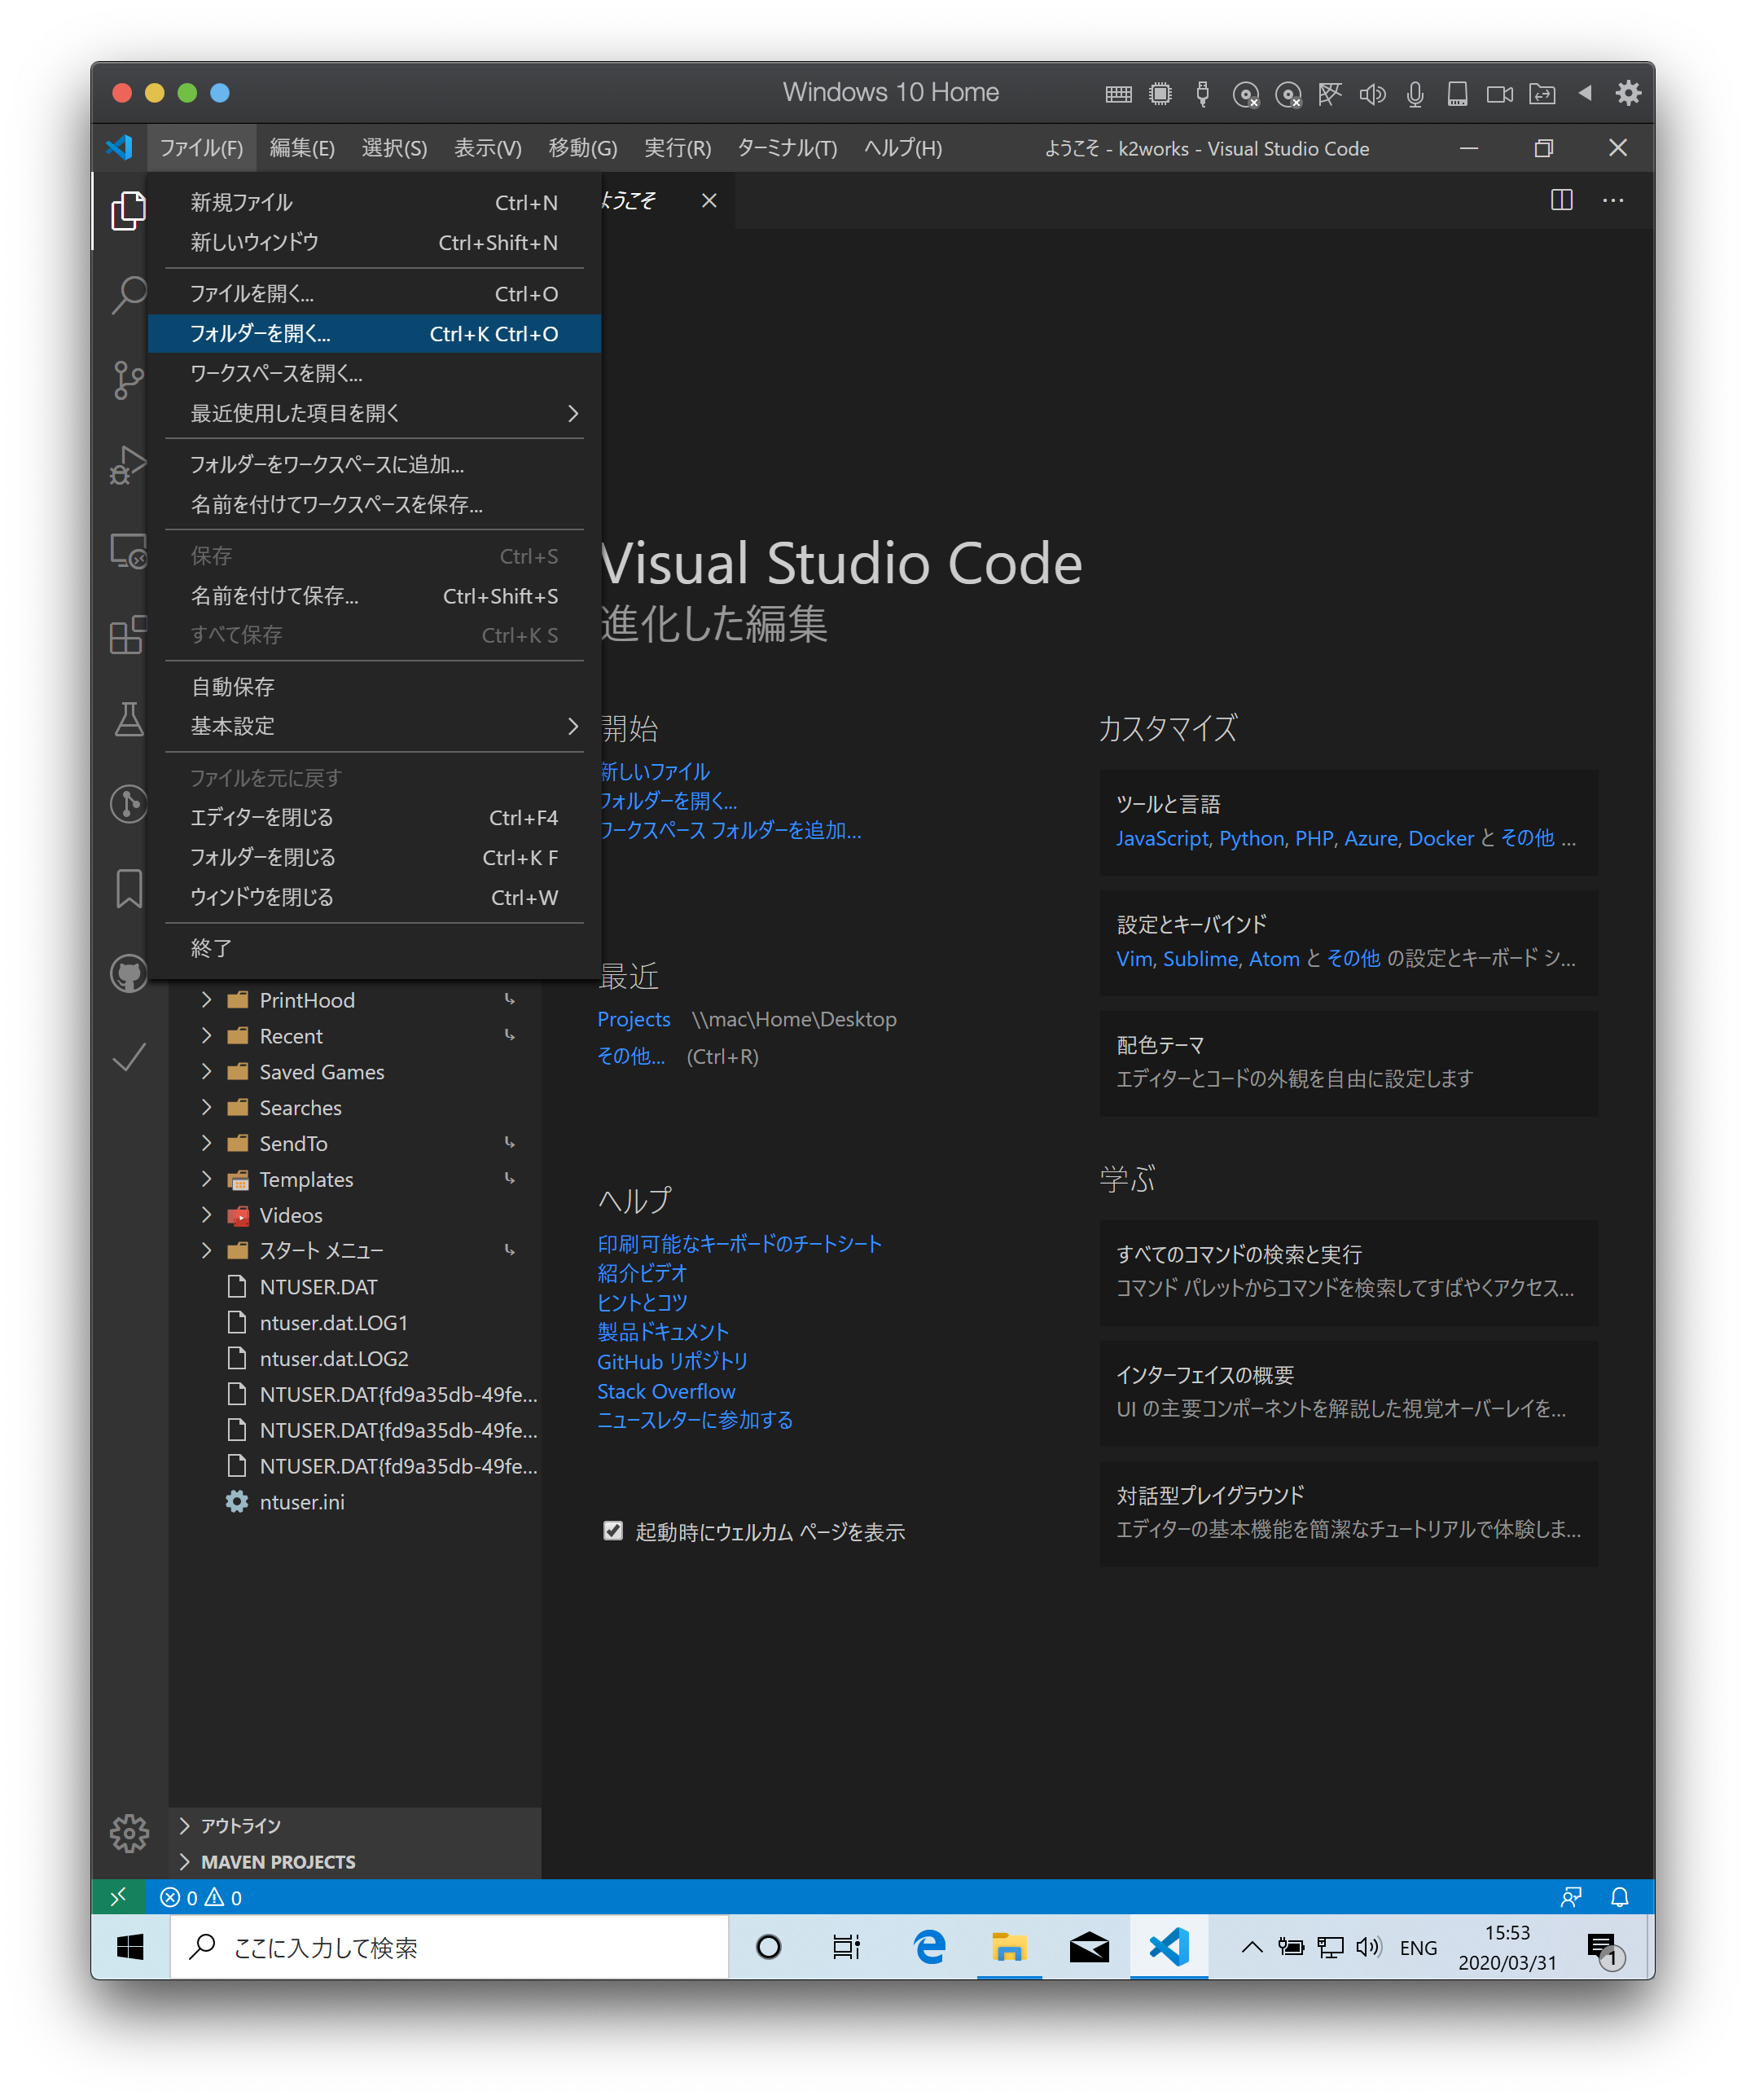 Windows 10 Home
ファイル(F) 編集(E) 選択(S) 表示(V) 移動(G) 実行(R) ターミナル(T) ヘルプ(H) ようこそ - k2works - Visual Studio Code
ようこそ
新規ファイル Ctrl+N
新しいウィンドウ Ctrl+Shift+N
ファイルを開く... Ctrl+O
フォルダーを開く... Ctrl+K Ctrl+O
ワークスペースを開く...
最近使用した項目を開く
フォルダーをワークスペースに追加...
名前を付けてワークスペースを保存...
保存 Ctrl+S
名前を付けて保存... Ctrl+Shift+S
すべて保存 Ctrl+K S
自動保存
基本設定
ファイルを元に戻す
エディターを閉じる Ctrl+F4
フォルダーを閉じる Ctrl+K F
ウィンドウを閉じる Ctrl+W
終了
PrintHood
Recent
Saved Games
Searches
SendTo
Templates
Videos
スタート メニュー
NTUSER.DAT
ntuser.dat.LOG1
ntuser.dat.LOG2
NTUSER.DAT{fd9a35db-49fe...
NTUSER.DAT{fd9a35db-49fe...
NTUSER.DAT{fd9a35db-49fe...
ntuser.ini
アウトライン
MAVEN PROJECTS
Visual Studio Code
進化した編集
開始
新しいファイル
フォルダーを開く...
ワークスペース フォルダーを追加...
最近
Projects \\mac\Home\Desktop
その他... (Ctrl+R)
ヘルプ
印刷可能なキーボードのチートシート
紹介ビデオ
ヒントとコツ
製品ドキュメント
GitHub リポジトリ
Stack Overflow
ニュースレターに参加する
起動時にウェルカム ページを表示
カスタマイズ
ツールと言語
JavaScript, Python, PHP, Azure, Docker と その他 ...
設定とキーバインド
Vim, Sublime, Atom と その他 の設定とキーボード シ...
配色テーマ
エディターとコードの外観を自由に設定します
学ぶ
すべてのコマンドの検索と実行
コマンド パレットからコマンドを検索してすばやくアクセス...
インターフェイスの概要
UI の主要コンポーネントを解説した視覚オーバーレイを...
対話型プレイグラウンド
エディターの基本機能を簡潔なチュートリアルで体験しま...
0 0
ここに入力して検索
ENG
15:53
2020/03/31
1